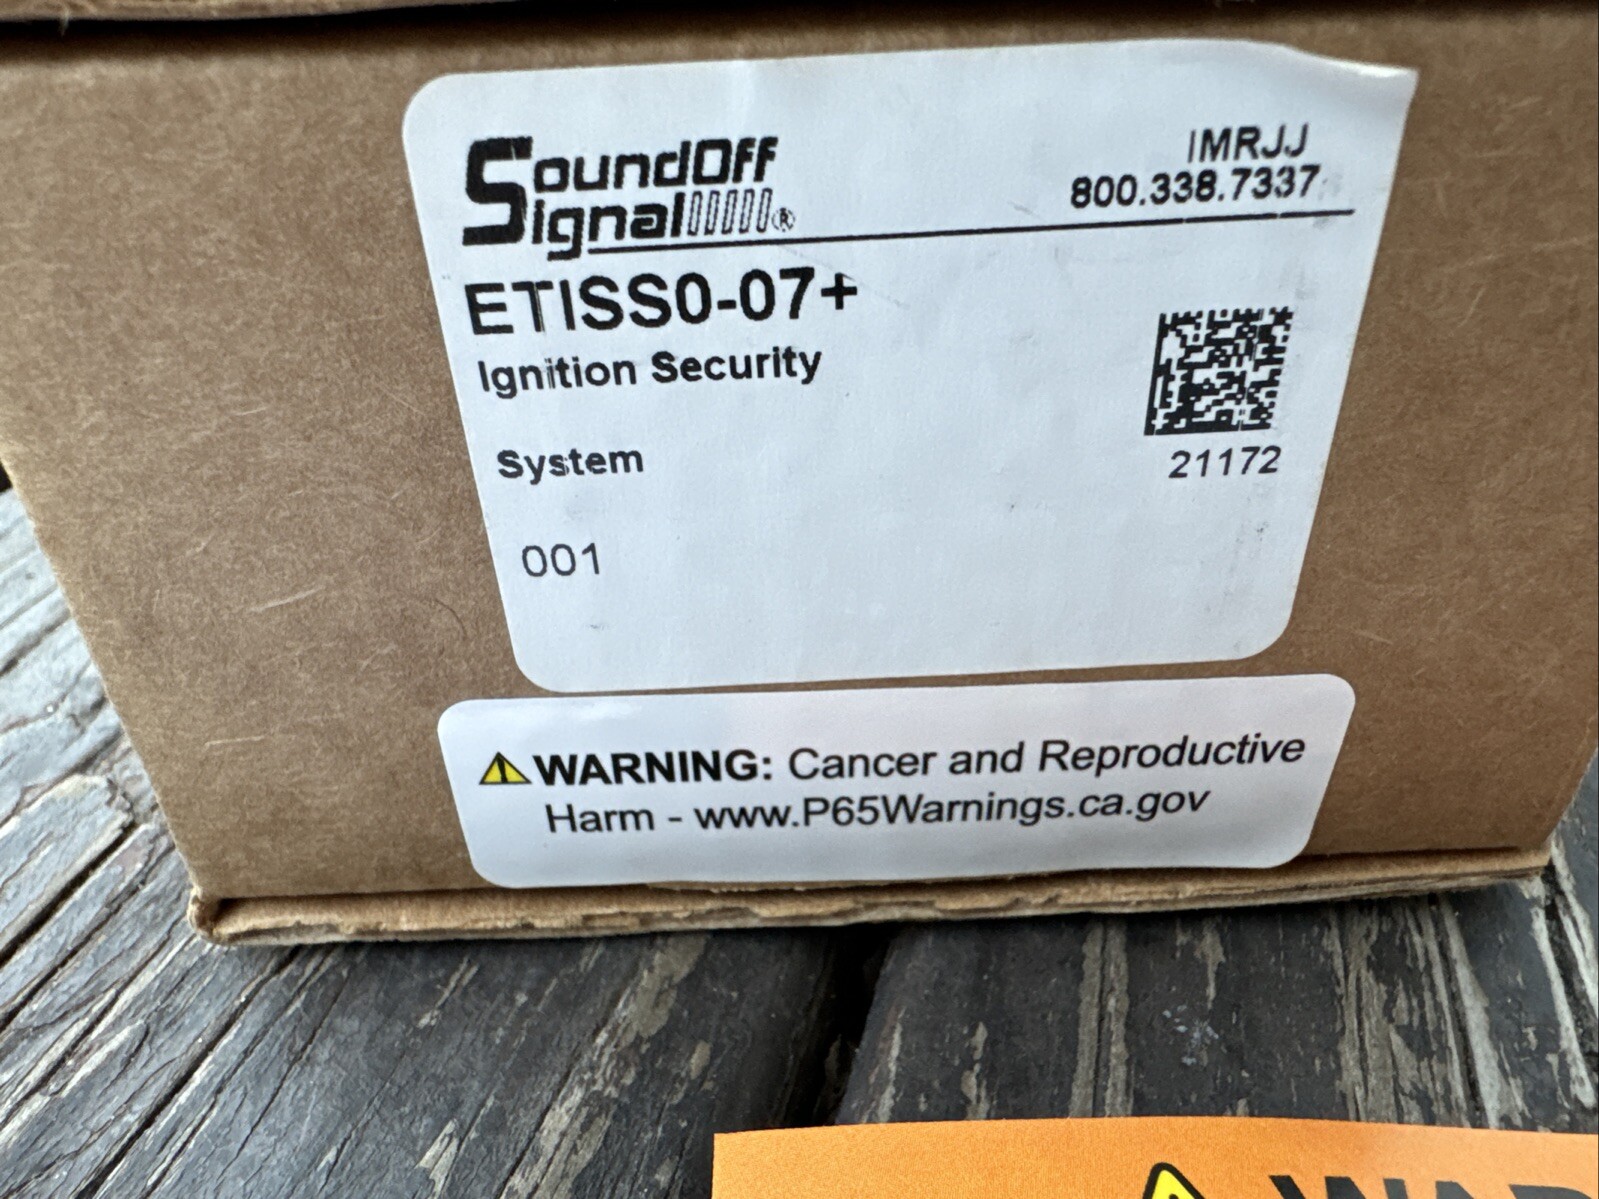 SoundOff
Signal®
IMRJJ
800.338.7337
ETISS0-07+
Ignition Security
System
21172
001
WARNING: Cancer and Reproductive
Harm - www.P65Warnings.ca.gov